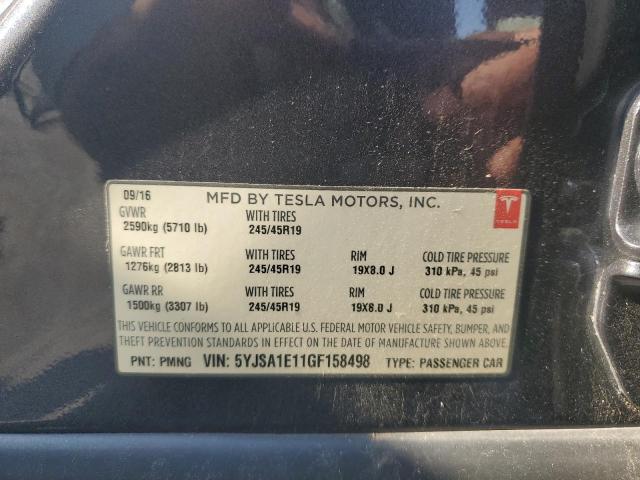 09/16 MFD BY TESLA MOTORS, INC.
GVWR WITH TIRES
2590kg (5710 lb) 245/45R19
TESLA
GAWR FRT WITH TIRES RIM COLD TIRE PRESSURE
1276kg (2813 lb) 245/45R19 19X8.0 J 310 kPa, 45 psi
GAWR RR WITH TIRES RIM COLD TIRE PRESSURE
1500kg (3307 lb) 245/45R19 19X8.0 J 310 kPa, 45 psi
THIS VEHICLE CONFORMS TO ALL APPLICABLE U.S. FEDERAL MOTOR VEHICLE SAFETY, BUMPER, AND
THEFT PREVENTION STANDARDS IN EFFECT ON THE DATE OF MANUFACTURE SHOWN ABOVE.
PNT: PMNG VIN: 5YJSA1E11GF158498 TYPE: PASSENGER CAR